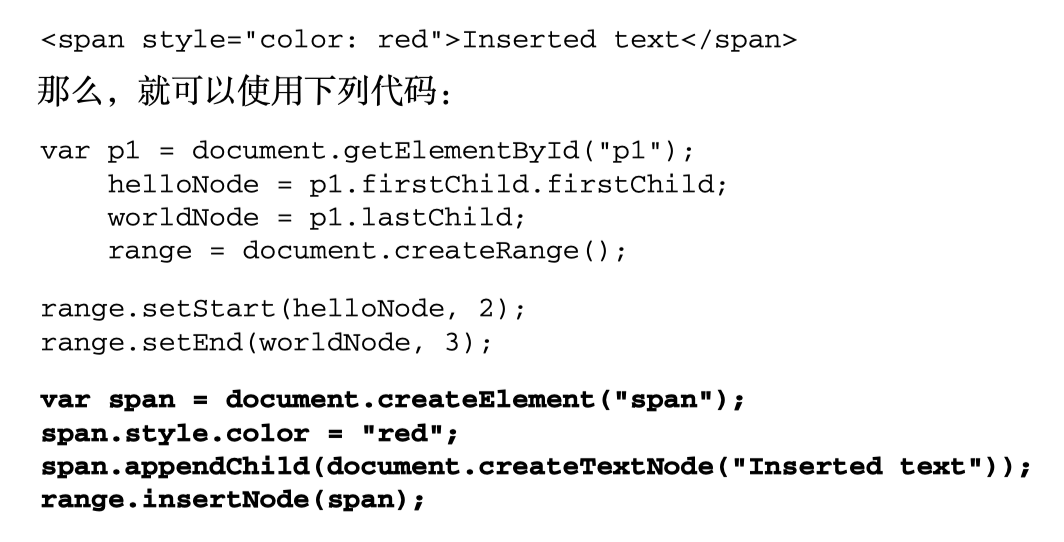 <span style="color: red">Inserted text</span>
那么，就可以使用下列代码：
var p1 = document.getElementById("p1");
    helloNode = p1.firstChild.firstChild;
    worldNode = p1.lastChild;
    range = document.createRange();
range.setStart(helloNode, 2);
range.setEnd(worldNode, 3);
var span = document.createElement("span");
span.style.color = "red";
span.appendChild(document.createTextNode("Inserted text"));
range.insertNode(span);